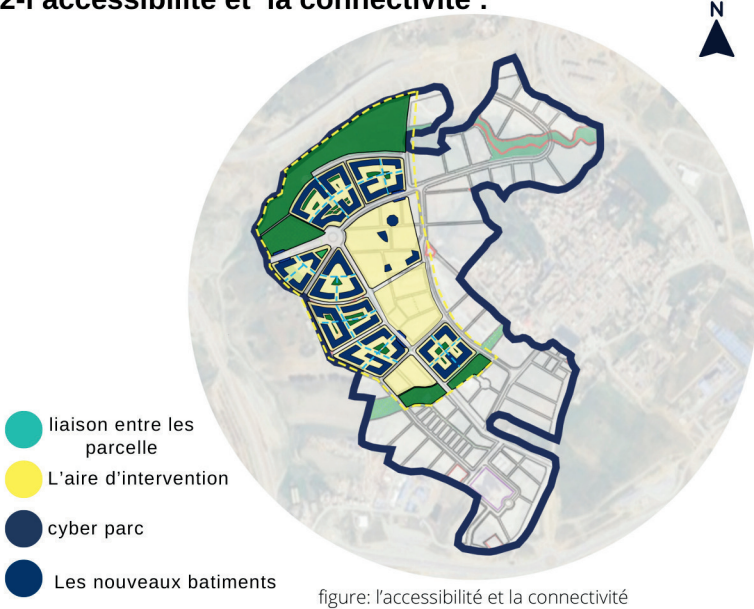 2-l'accessibilité et la connectivité :
N
liaison entre les
parcelle
L'aire d'intervention
cyber parc
Les nouveaux batiments
figure: l'accessibilité et la connectivité